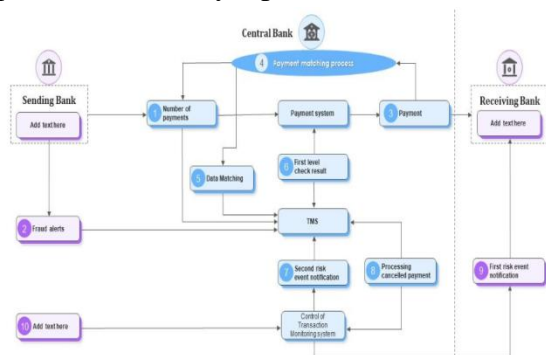 Central Bank
4 Payment matching process
Sending Bank
Add text here
1 Number of
payments
Payment system
3 Payment
Receiving Bank
Add text here
5 Data Matching
6 First level
check result
2 Fraud alerts
TMS
7 Second risk
event notification
8 Processing
cancelled payment
9 First risk event
notification
10 Add text here
Control of
Transaction
Monitoring system